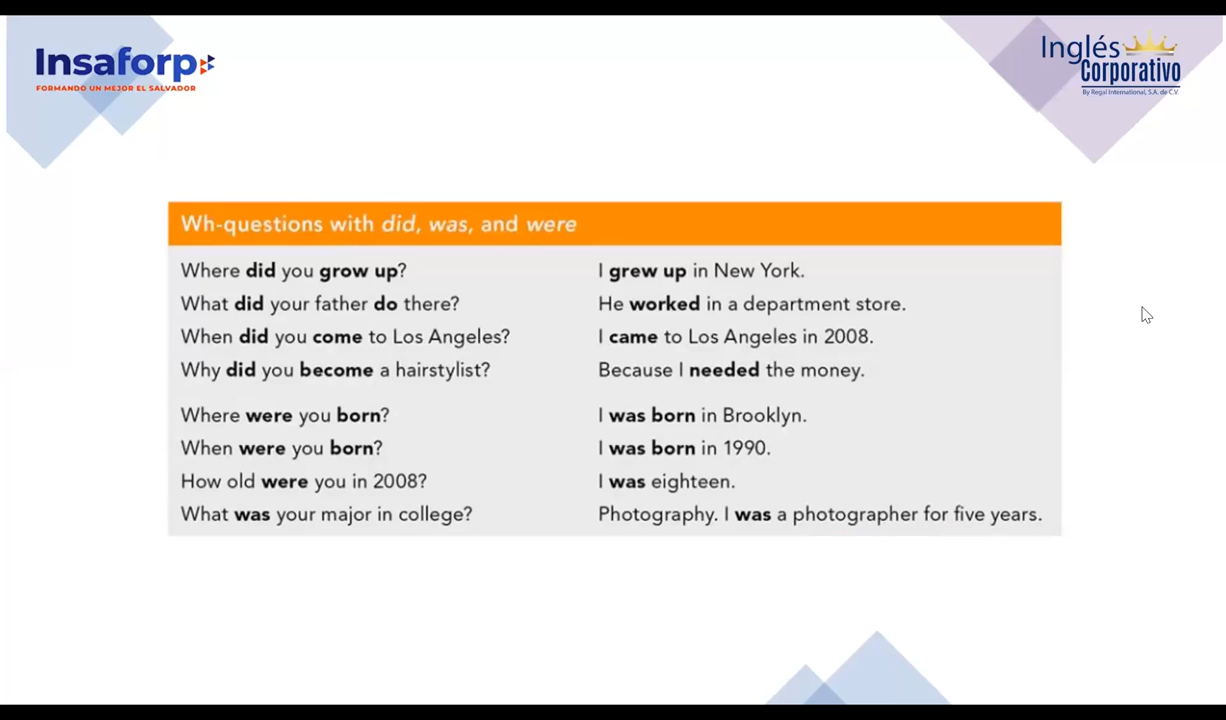 Insaforp
FORMANDO UN MEJOR EL SALVADOR
Inglés
Corporativo
By Regal International, S.A. de C.V.
Wh-questions with did, was, and were
Where did you grow up? I grew up in New York.
What did your father do there? He worked in a department store.
When did you come to Los Angeles? I came to Los Angeles in 2008.
Why did you become a hairstylist? Because I needed the money.
Where were you born? I was born in Brooklyn.
When were you born? I was born in 1990.
How old were you in 2008? I was eighteen.
What was your major in college? Photography. I was a photographer for five years.